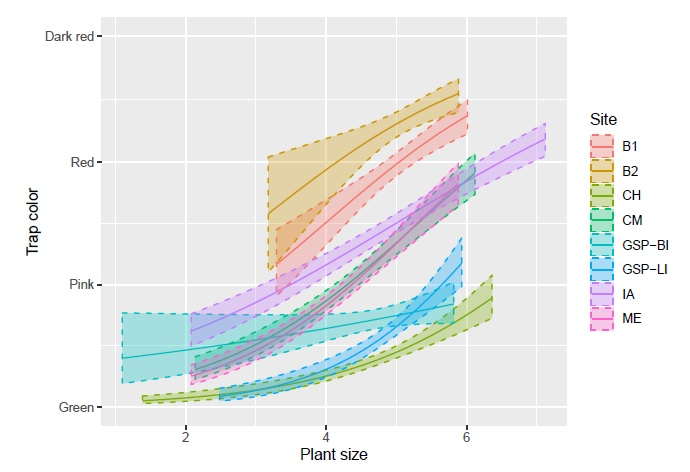 Dark red
Red
Pink
Green
Trap color
2
4
6
Plant size
Site
B1
B2
CH
CM
GSP−BI
GSP−LI
IA
ME